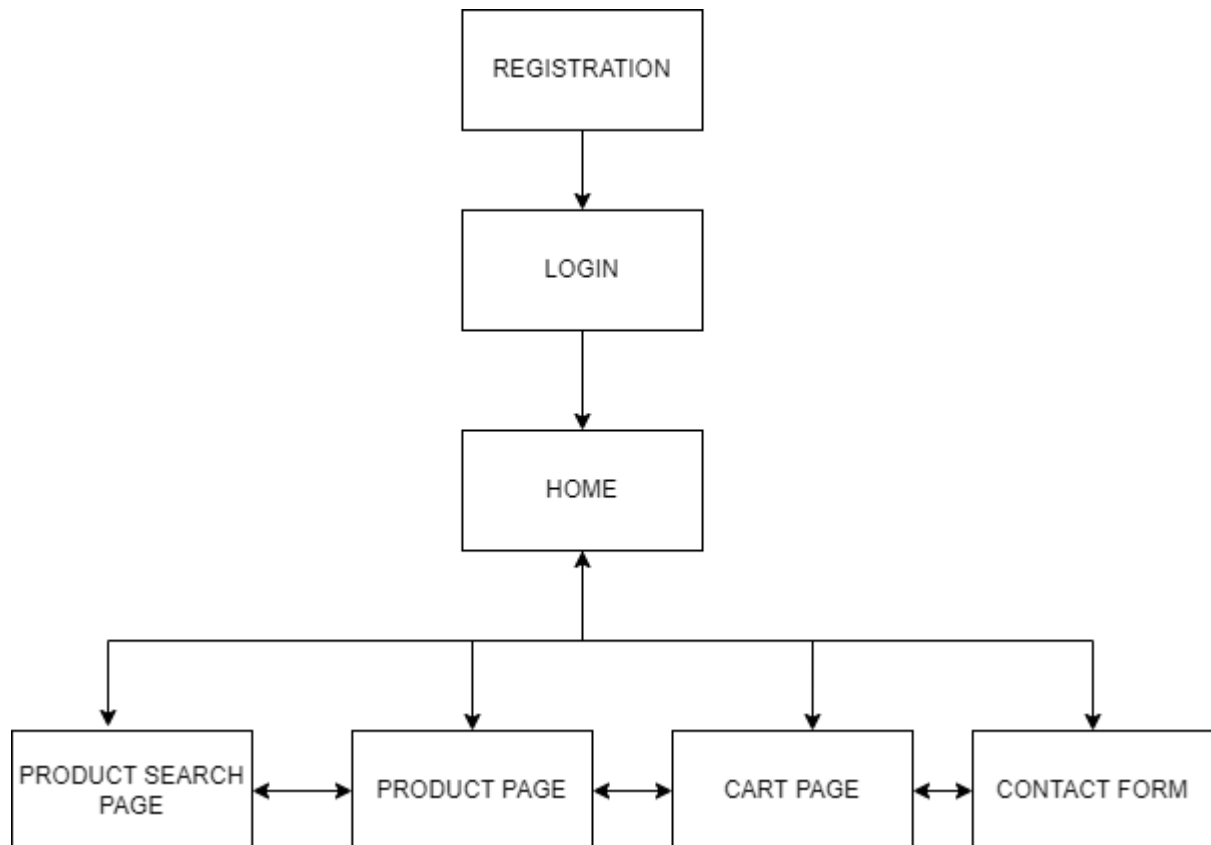 REGISTRATION
LOGIN
HOME
PRODUCT SEARCH
PAGE
PRODUCT PAGE
CART PAGE
CONTACT FORM